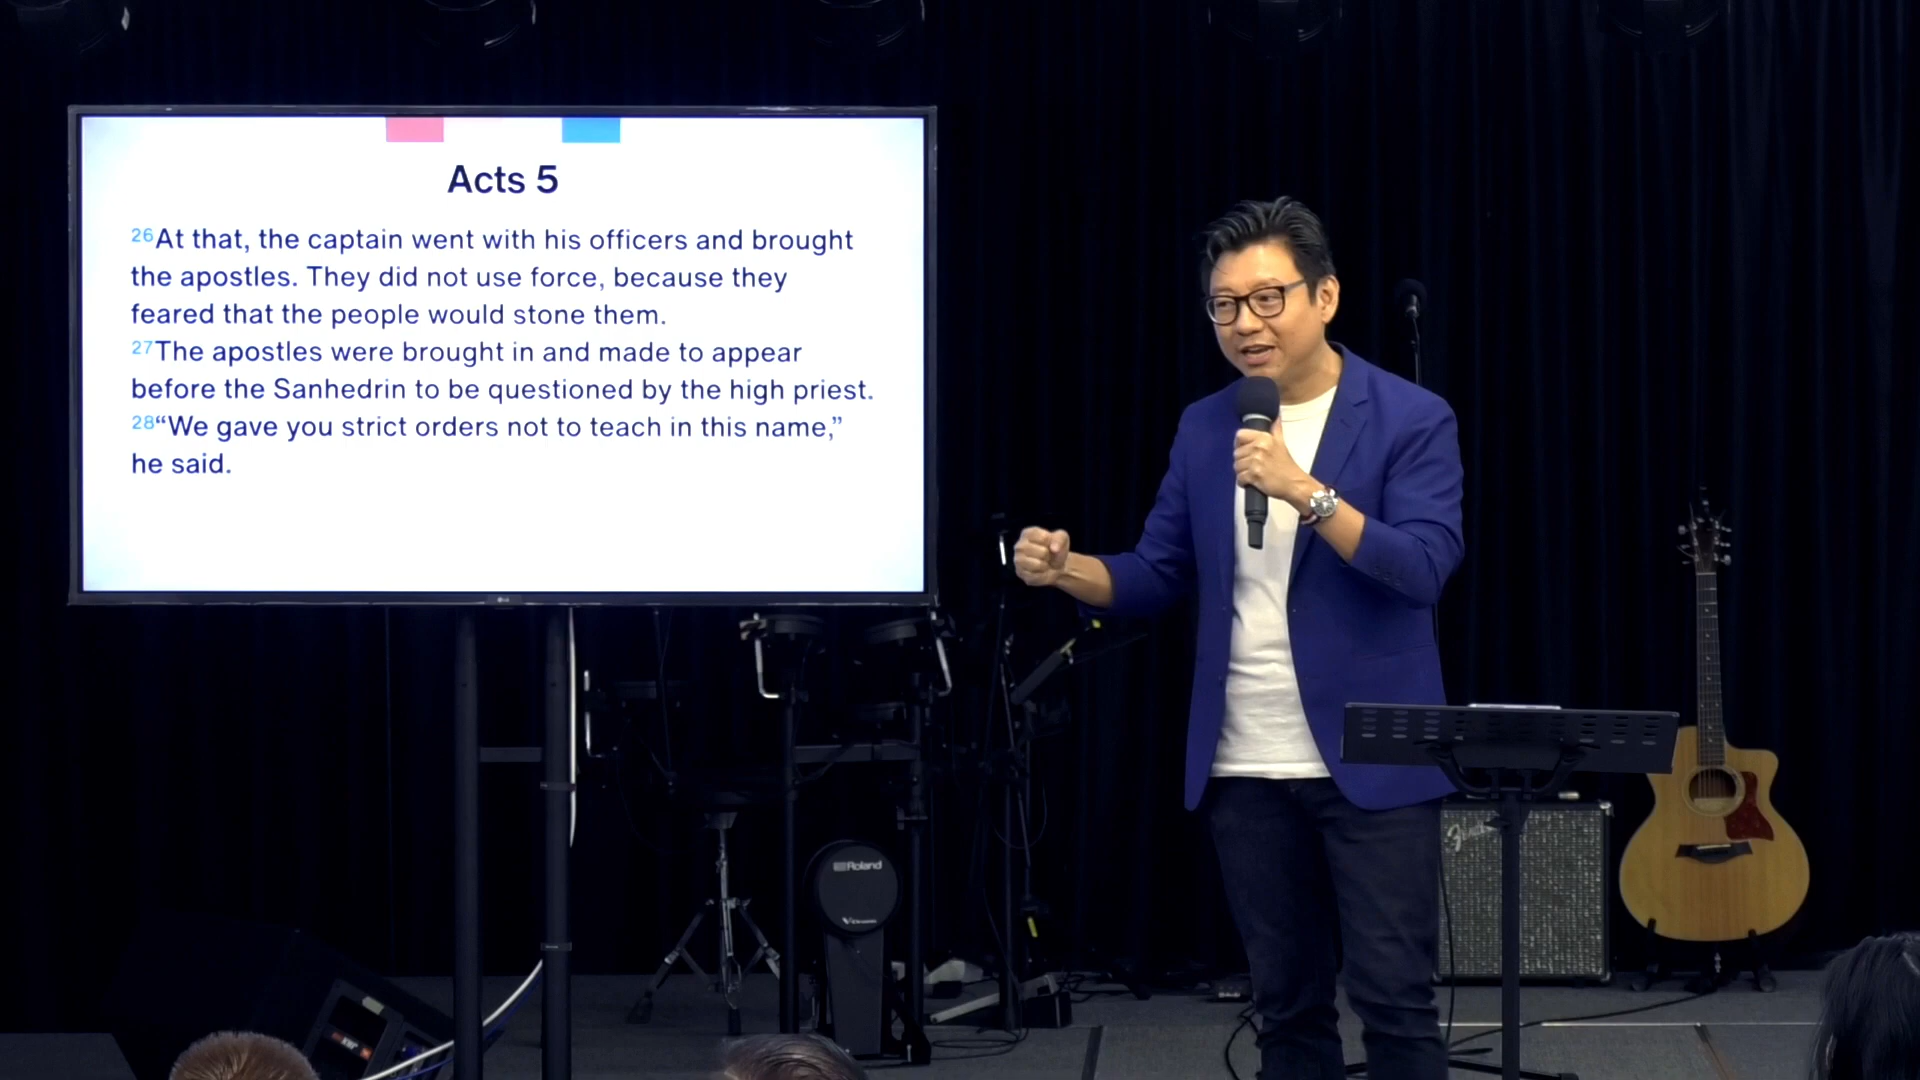 Acts 5
26At that, the captain went with his officers and brought
the apostles. They did not use force, because they
feared that the people would stone them.
27The apostles were brought in and made to appear
before the Sanhedrin to be questioned by the high priest.
28“We gave you strict orders not to teach in this name,”
he said.
LG
Roland
V-Drums
Fender